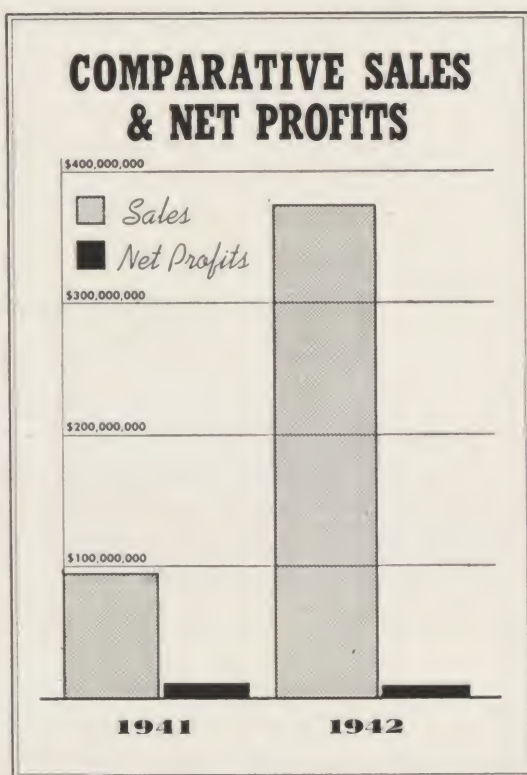 COMPARATIVE SALES
& NET PROFITS
$400,000,000
Sales
Net Profits
$300,000,000
$200,000,000
$100,000,000
1941 1942